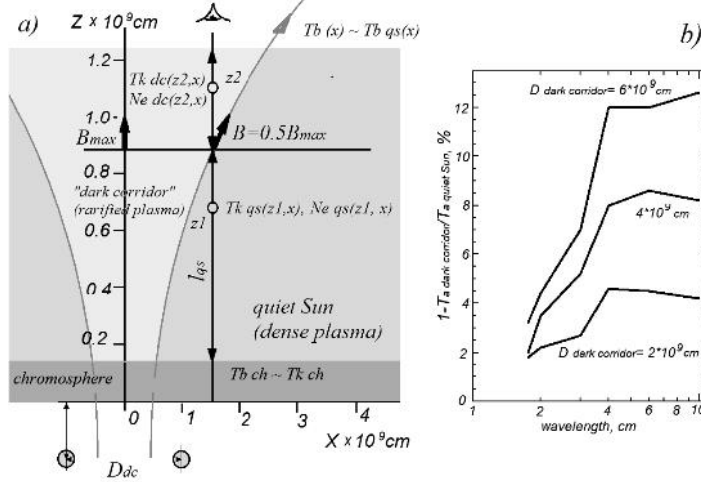 a)
Z x 10⁹cm
Tb (x) ~ Tb qs(x)
1.2
Tk dc(z2,x)
z2
Ne dc(z2,x)
1.0
Bmax
B=0.5Bmax
0.8
"dark corridor"
(rarified plasma)
z1
Tk qs(z1,x), Ne qs(z1, x)
0.6
lqs
0.4
quiet Sun
(dense plasma)
0.2
chromosphere
Tb ch ~ Tk ch
0 1 2 3 4
X x 10⁹cm
Ddc
b)
D dark corridor= 6*10⁹cm
4*10⁹ cm
D dark corridor= 2*10⁹cm
1-Ta dark corridor/Ta quiet Sun, %
12
10
8
6
4
2
0
1 2 4 6 8 10
wavelength, cm